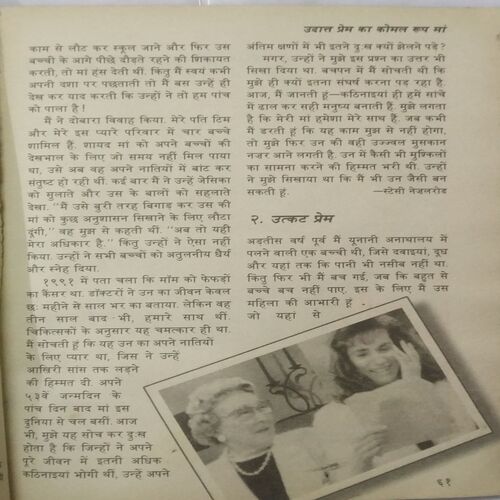 उदात्त प्रेम का कोमल रूप मां
काम से लौट कर स्कूल जाने और फिर उस
बच्ची के आगे पीछे दौड़ते रहने की शिकायत
करती, तो मां हंस देती थीं. किंतु मैं स्वयं कभी
अपनी दशा पर पछताती तो मैं बस उन्हें ही
देख कर याद करती कि उन्हों ने तो हम पांच
को पाला है!
मैं ने दोबारा विवाह किया. मेरे पति टिम
और मेरे इस प्यारे परिवार में चार बच्चे
शामिल हैं. शायद मां को अपने बच्चों की
देखभाल के लिए जो समय नहीं मिल पाया
था, उसे अब वह अपने नातियों में बांट कर
संतुष्ट हो रही थीं. कई बार मैं ने उन्हें जेसिका
को सुलाते और उस के बालों को सहलाते
देखा. "मैं उसे बुरी तरह बिगाड़ कर उस की
मां को कुछ अनुशासन सिखाने के लिए लौटा
दूंगी," वह मुझ से कहती थीं. "अब तो यही
मेरा अधिकार है." किंतु उन्हों ने ऐसा नहीं
किया. उन्हों ने सभी बच्चों को अतुलनीय धैर्य
और स्नेह दिया.
१९९१ में पता चला कि मॉम को फेफड़ों
का कैंसर था. डॉक्टरों ने उन का जीवन केवल
छः महीने से साल भर का बताया. लेकिन वह
तीन साल बाद भी, हमारे साथ थीं.
चिकित्सकों के अनुसार यह चमत्कार ही था.
मैं सोचती हूं कि यह उन का अपने नातियों
के लिए प्यार था, जिस ने उन्हें
आखिरी सांस तक लड़ने
की हिम्मत दी. अपने
५३वें जन्मदिन के
पांच दिन बाद मां इस
दुनिया से चल बसीं. आज
भी, मुझे यह सोच कर दुःख
होता है कि जिन्हों ने अपने
पूरे जीवन में इतनी अधिक
कठिनाइयां भोगी थीं, उन्हें अपने
अंतिम क्षणों में भी इतने दुःख क्यों झेलने पड़े?
मगर, उन्हों ने मुझे इस प्रश्न का उत्तर भी
सिखा दिया था. बचपन में मैं सोचती थी कि
मुझे ही क्यों इतना संघर्ष करना पड़ रहा है.
आज, मैं जानती हूं—कठिनाइयां ही हमें सांचे
में ढाल कर सही मनुष्य बनाती हैं. मुझे लगता
है कि मेरी मां हमेशा मेरे साथ हैं. जब कभी
मैं डरती हूं कि यह काम मुझ से नहीं होगा,
तो मुझे फिर उन की वही उज्ज्वल मुसकान
नज़र आने लगती है. उन में कैसी भी मुश्किलों
का सामना करने की हिम्मत भरी थी. उन्हों
ने मुझे सिखाया था कि मैं भी उन जैसी बन
सकती हूं. —स्टेसी नेजलरोड
२. उत्कट प्रेम
अड़तीस वर्ष पूर्व मैं यूनानी अनाथालय में
पलने वाली एक बच्ची थी, जिसे दवाइयां, दूध
और यहां तक कि पानी भी नसीब नहीं था.
किंतु फिर भी मैं बच गई, जब कि बहुत से
बच्चे बच नहीं पाए. इस के लिए मैं उस
महिला की आभारी हूं
जो यहां से
६१